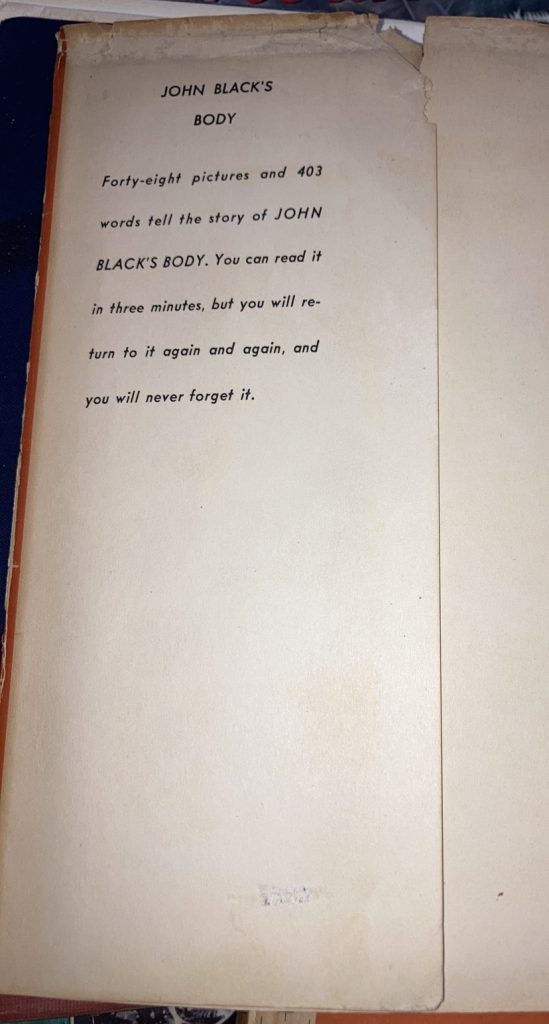 JOHN BLACK'S
BODY
Forty-eight pictures and 403
words tell the story of JOHN
BLACK'S BODY. You can read it
in three minutes, but you will re-
turn to it again and again, and
you will never forget it.